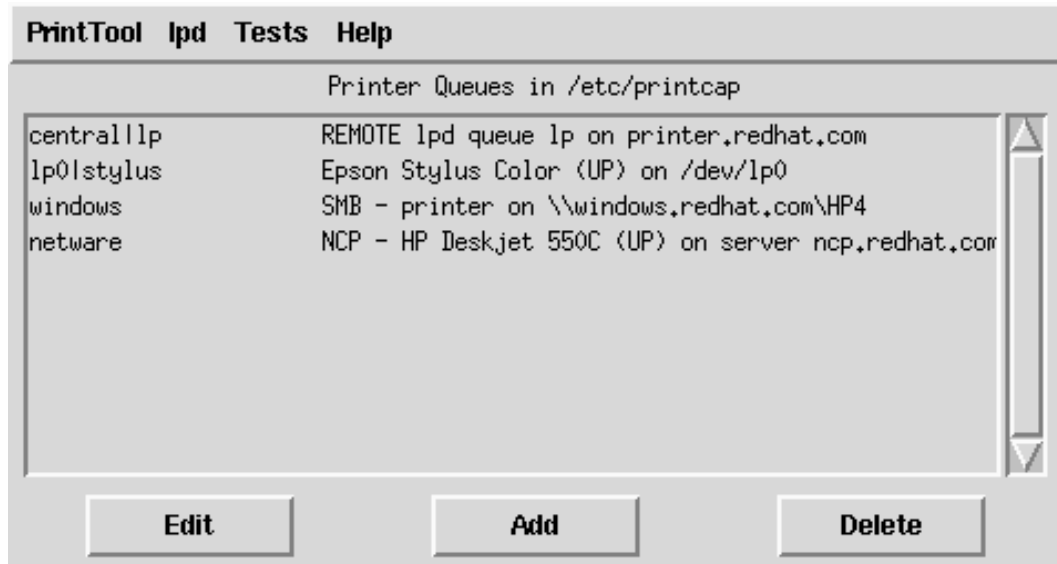 PrintTool lpd Tests Help
Printer Queues in /etc/printcap
central|lp REMOTE lpd queue lp on printer.redhat.com
lp0|stylus Epson Stylus Color (UP) on /dev/lp0
windows SMB - printer on \\windows.redhat.com\HP4
netware NCP - HP Deskjet 550C (UP) on server ncp.redhat.com
Edit Add Delete